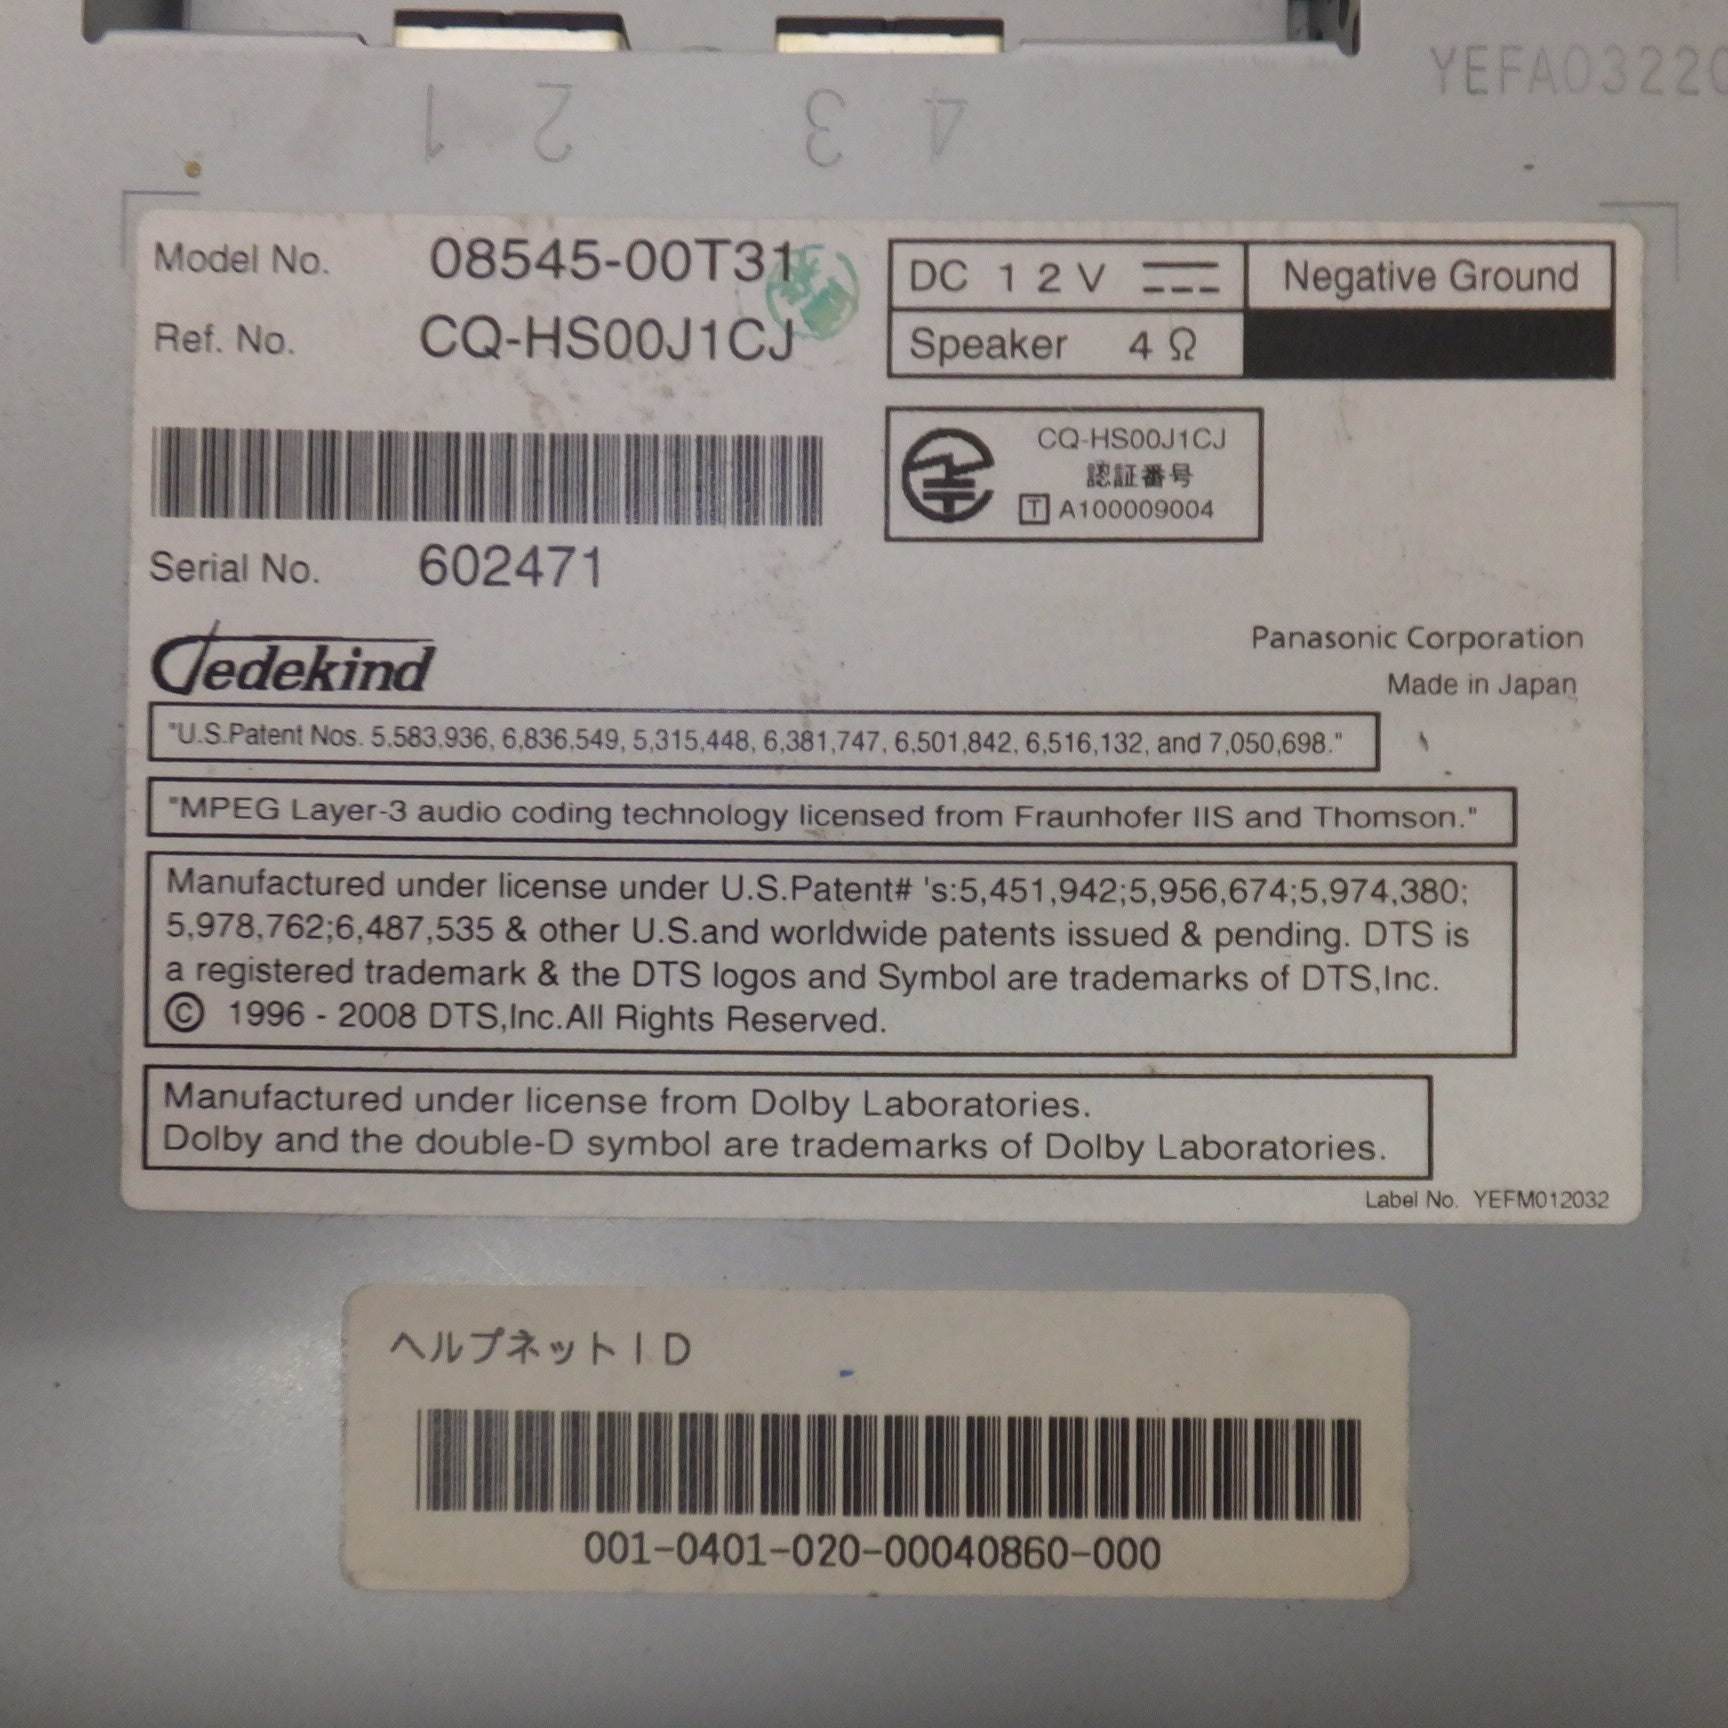 YEFA0322
1 2 3 4
Model No. 08545-00T31
Ref. No. CQ-HS00J1CJ
DC 12V Negative Ground
Speaker 4Ω
CQ-HS00J1CJ
認証番号
T A100009004
Serial No. 602471
Gedekind
Panasonic Corporation
Made in Japan
"U.S.Patent Nos. 5,583,936, 6,836,549, 5,315,448, 6,381,747, 6,501,842, 6,516,132, and 7,050,698."
"MPEG Layer-3 audio coding technology licensed from Fraunhofer IIS and Thomson."
Manufactured under license under U.S.Patent# 's:5,451,942;5,956,674;5,974,380;
5,978,762;6,487,535 & other U.S.and worldwide patents issued & pending. DTS is
a registered trademark & the DTS logos and Symbol are trademarks of DTS,Inc.
© 1996 - 2008 DTS,Inc.All Rights Reserved.
Manufactured under license from Dolby Laboratories.
Dolby and the double-D symbol are trademarks of Dolby Laboratories.
Label No. YEFM012032
ヘルプネットID
001-0401-020-00040860-000